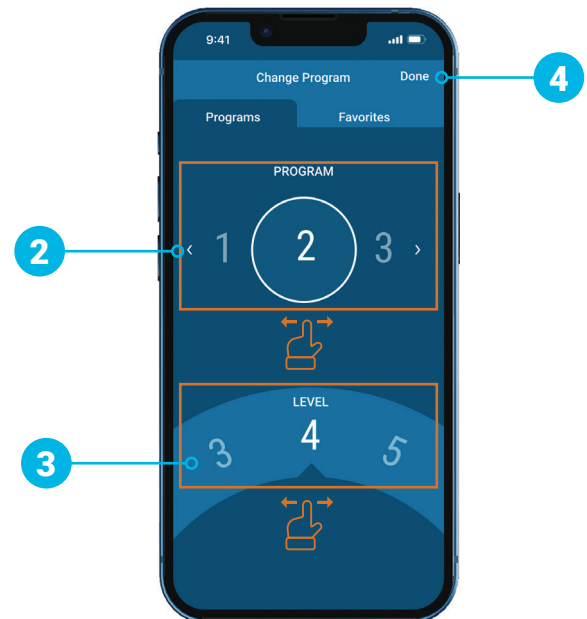 9:41
Change Program
Done
4
Programs
Favorites
PROGRAM
2
‹ 1 2 3 ›
LEVEL
3 4 5
3